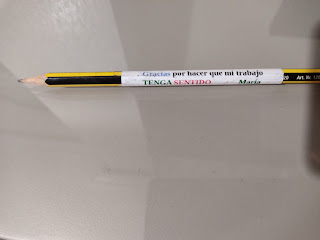 Gracias por hacer que mi trabajo
TENGA SENTIDO María